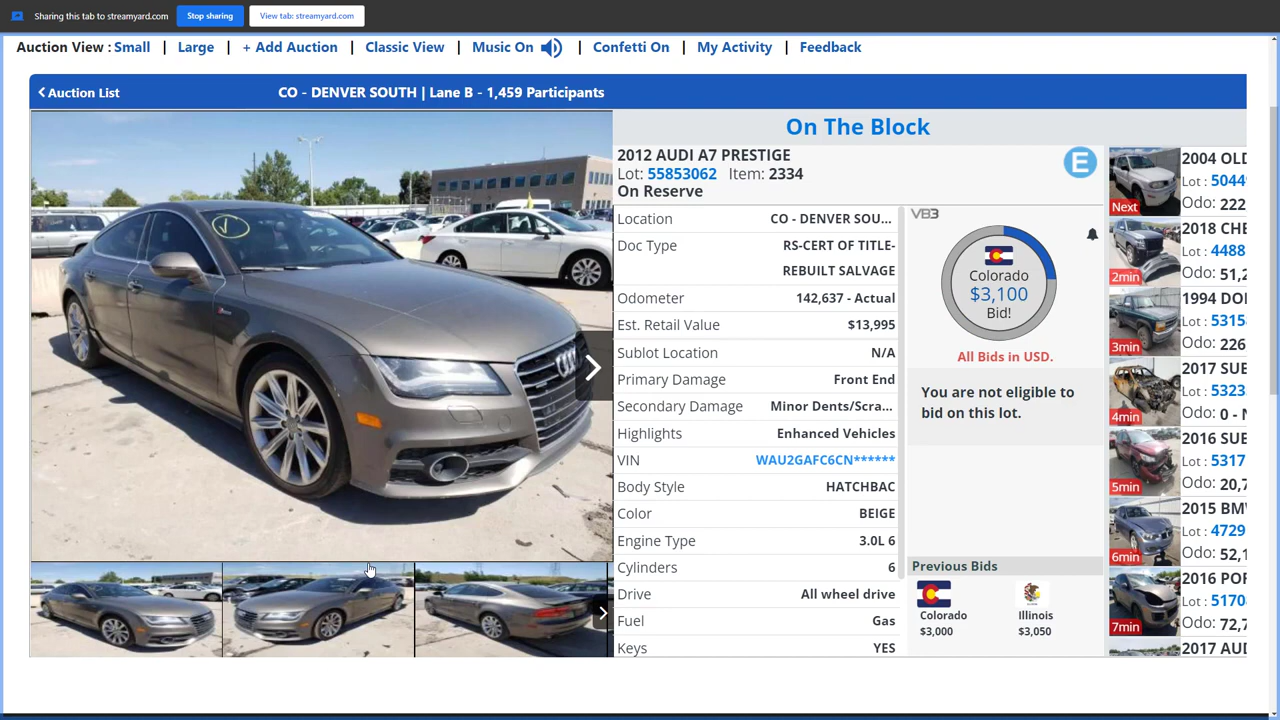 Sharing this tab to streamyard.com Stop sharing View tab: streamyard.com
Auction View : Small | Large | + Add Auction | Classic View | Music On | Confetti On | My Activity | Feedback
Auction List CO - DENVER SOUTH | Lane B - 1,459 Participants
On The Block
2012 AUDI A7 PRESTIGE
Lot: 55853062 Item: 2334
On Reserve
E
Location CO - DENVER SOU...
Doc Type RS-CERT OF TITLE-
REBUILT SALVAGE
Odometer 142,637 - Actual
Est. Retail Value $13,995
Sublot Location N/A
Primary Damage Front End
Secondary Damage Minor Dents/Scra...
Highlights Enhanced Vehicles
VIN WAU2GAFC6CN******
Body Style HATCHBAC
Color BEIGE
Engine Type 3.0L 6
Cylinders 6
Drive All wheel drive
Fuel Gas
Keys YES
VB3
Colorado
$3,100
Bid!
All Bids in USD.
You are not eligible to
bid on this lot.
Previous Bids
Colorado
$3,000
Illinois
$3,050
2004 OLD
Lot : 5044
Odo: 222
Next
2018 CHE
Lot : 4488
Odo: 51,2
2min
1994 DO
Lot : 5315
Odo: 226
3min
2017 SUE
Lot : 5323
Odo: 0 - N
4min
2016 SUE
Lot : 5317
Odo: 20,7
5min
2015 BM
Lot : 4729
Odo: 52,1
6min
2016 POR
Lot : 5170
Odo: 72,7
7min
2017 AUD